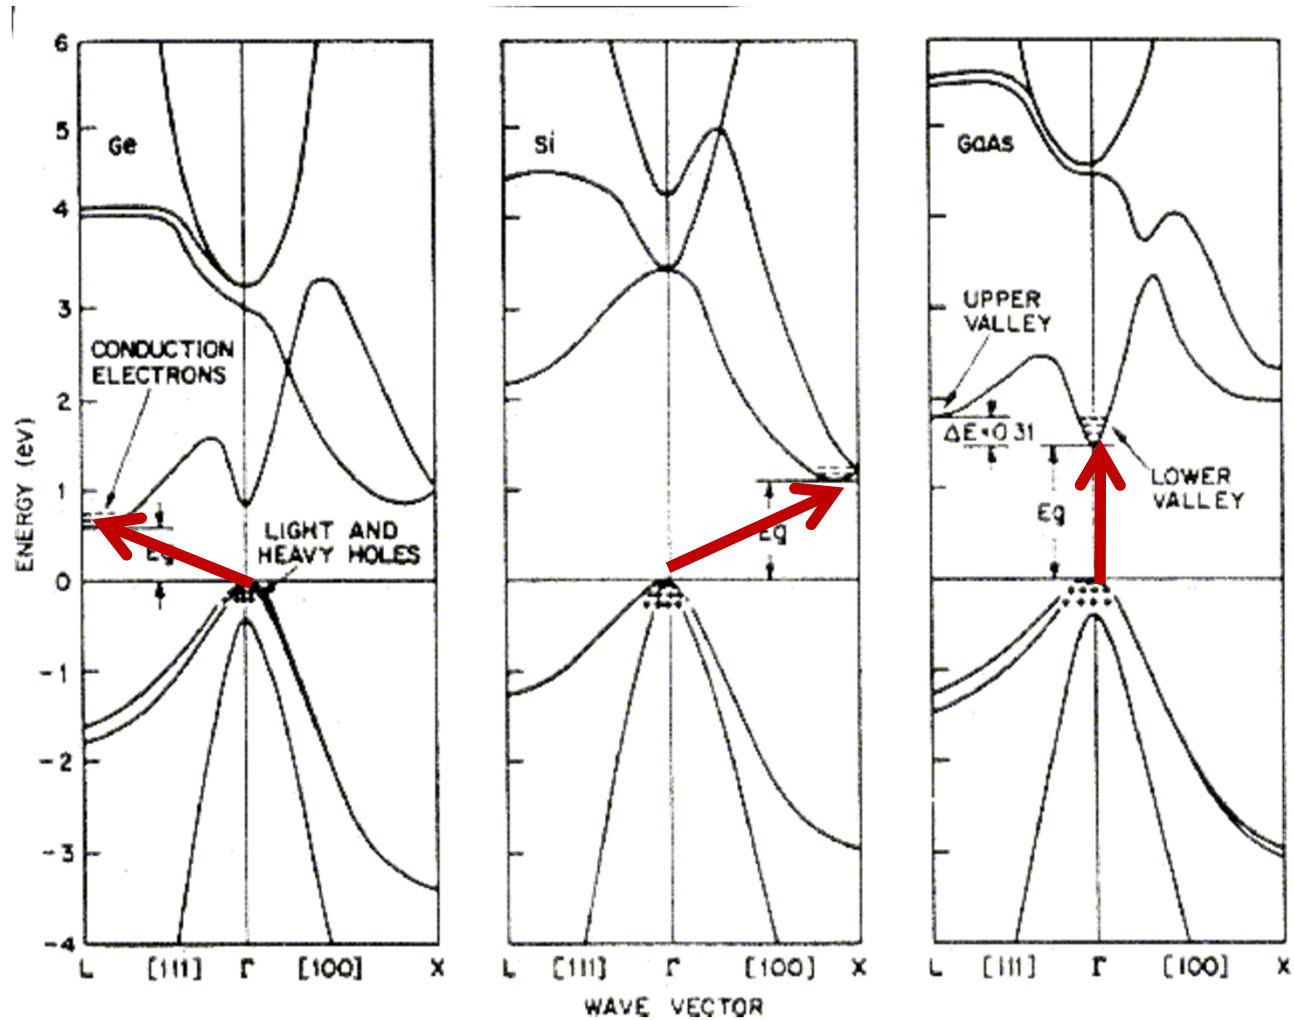 6
5
4
3
2
1
0
-1
-2
-3
-4
ENERGY (eV)
Ge
CONDUCTION
ELECTRONS
Eg
LIGHT AND
HEAVY HOLES
L [111] Γ [100] X
Si
Eg
L [111] Γ [100] X
WAVE VECTOR
GaAs
UPPER
VALLEY
ΔE=0.31
LOWER
VALLEY
Eg
L [111] Γ [100] X